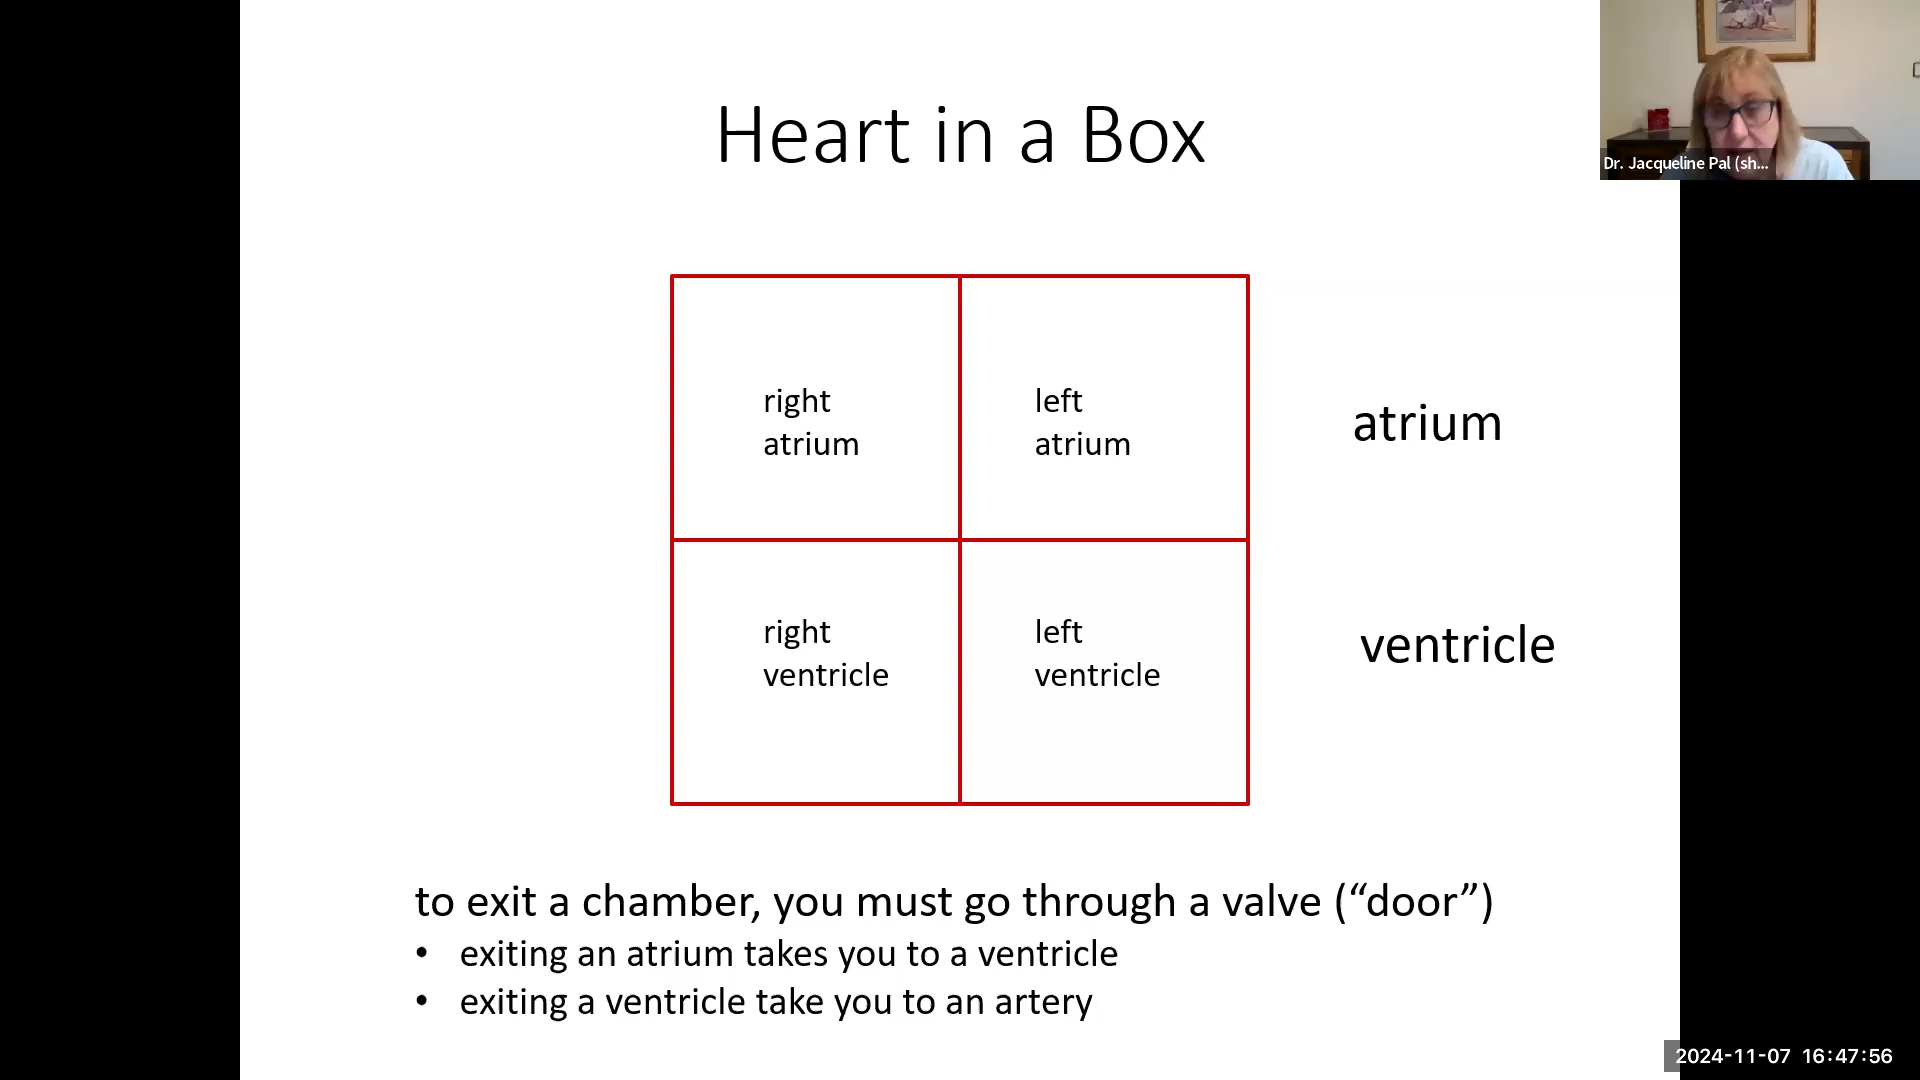 Heart in a Box
Dr. Jacqueline Pal (sh...
right
atrium
left
atrium
atrium
right
ventricle
left
ventricle
ventricle
to exit a chamber, you must go through a valve (“door”)
• exiting an atrium takes you to a ventricle
• exiting a ventricle take you to an artery
2024-11-07 16:47:56